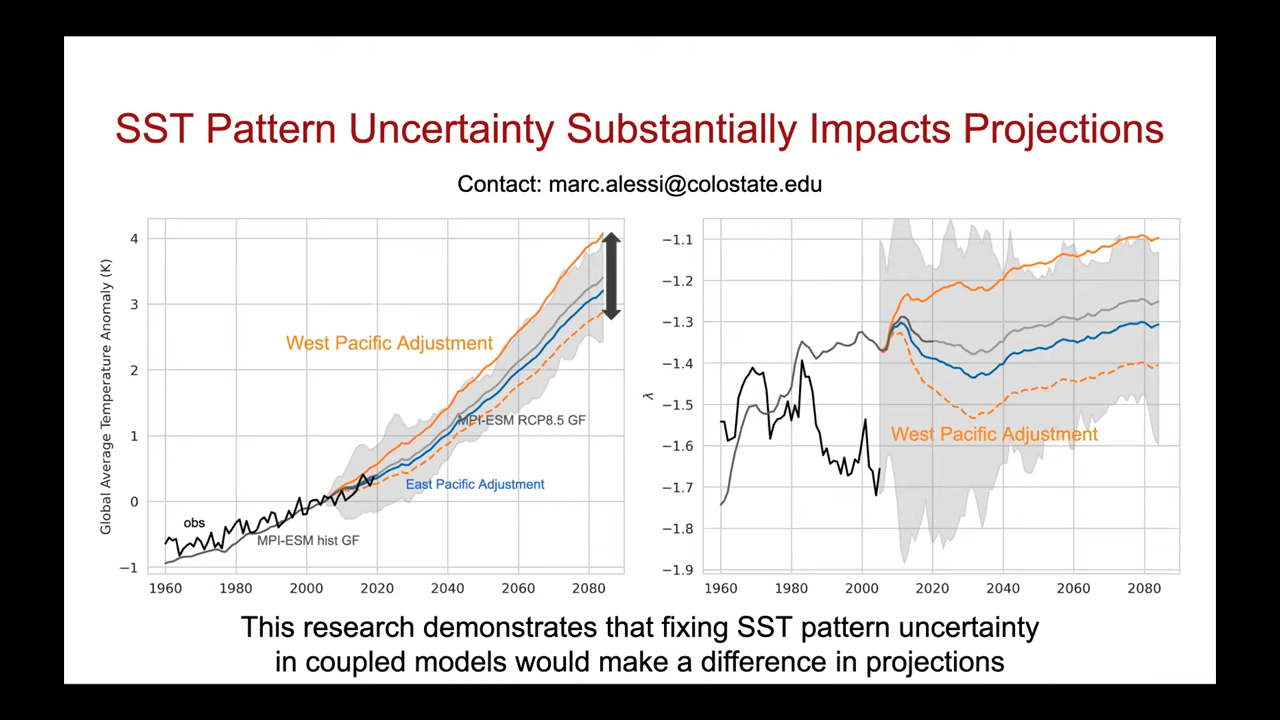 SST Pattern Uncertainty Substantially Impacts Projections
Contact: marc.alessi@colostate.edu
Global Average Temperature Anomaly (K)
4
3
2
1
0
−1
1960 1980 2000 2020 2040 2060 2080
West Pacific Adjustment
MPI-ESM RCP8.5 GF
East Pacific Adjustment
obs
MPI-ESM hist GF
λ
−1.1
−1.2
−1.3
−1.4
−1.5
−1.6
−1.7
−1.8
−1.9
1960 1980 2000 2020 2040 2060 2080
West Pacific Adjustment
This research demonstrates that fixing SST pattern uncertainty
in coupled models would make a difference in projections